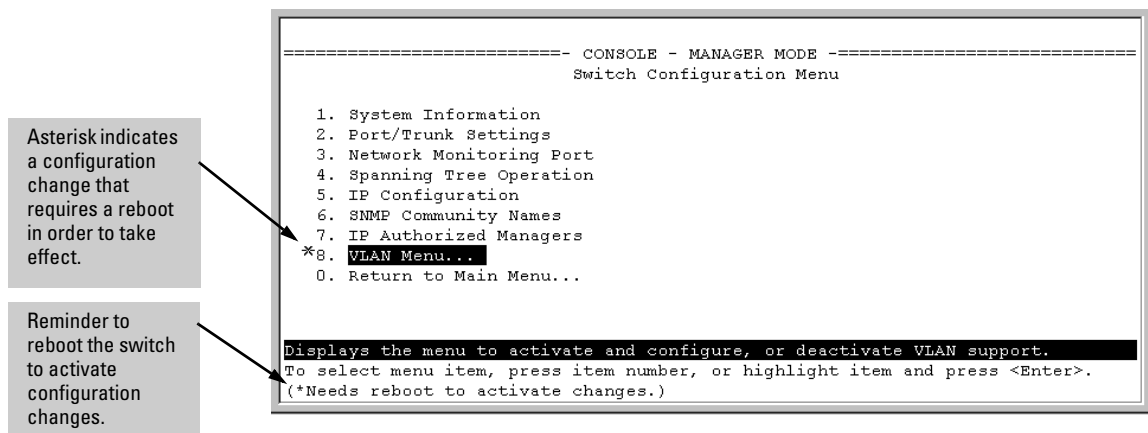 ==========================- CONSOLE - MANAGER MODE -============================
Switch Configuration Menu
1. System Information
2. Port/Trunk Settings
3. Network Monitoring Port
4. Spanning Tree Operation
5. IP Configuration
6. SNMP Community Names
7. IP Authorized Managers
*8. VLAN Menu...
0. Return to Main Menu...
Displays the menu to activate and configure, or deactivate VLAN support.
To select menu item, press item number, or highlight item and press <Enter>.
(*Needs reboot to activate changes.)
Asterisk indicates
a configuration
change that
requires a reboot
in order to take
effect.
Reminder to
reboot the switch
to activate
configuration
changes.